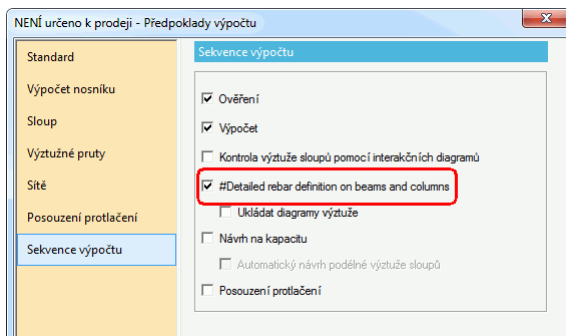 NENÍ určeno k prodeji - Předpoklady výpočtu
Standard
Výpočet nosníku
Sloup
Výztužné pruty
Sítě
Posouzení protlačení
Sekvence výpočtu
Sekvence výpočtu
Ověření
Výpočet
Kontrola výztuže sloupů pomocí interakčních diagramů
#Detailed rebar definition on beams and columns
Ukládat diagramy výztuže
Návrh na kapacitu
Automatický návrh podélné výztuže sloupů
Posouzení protlačení